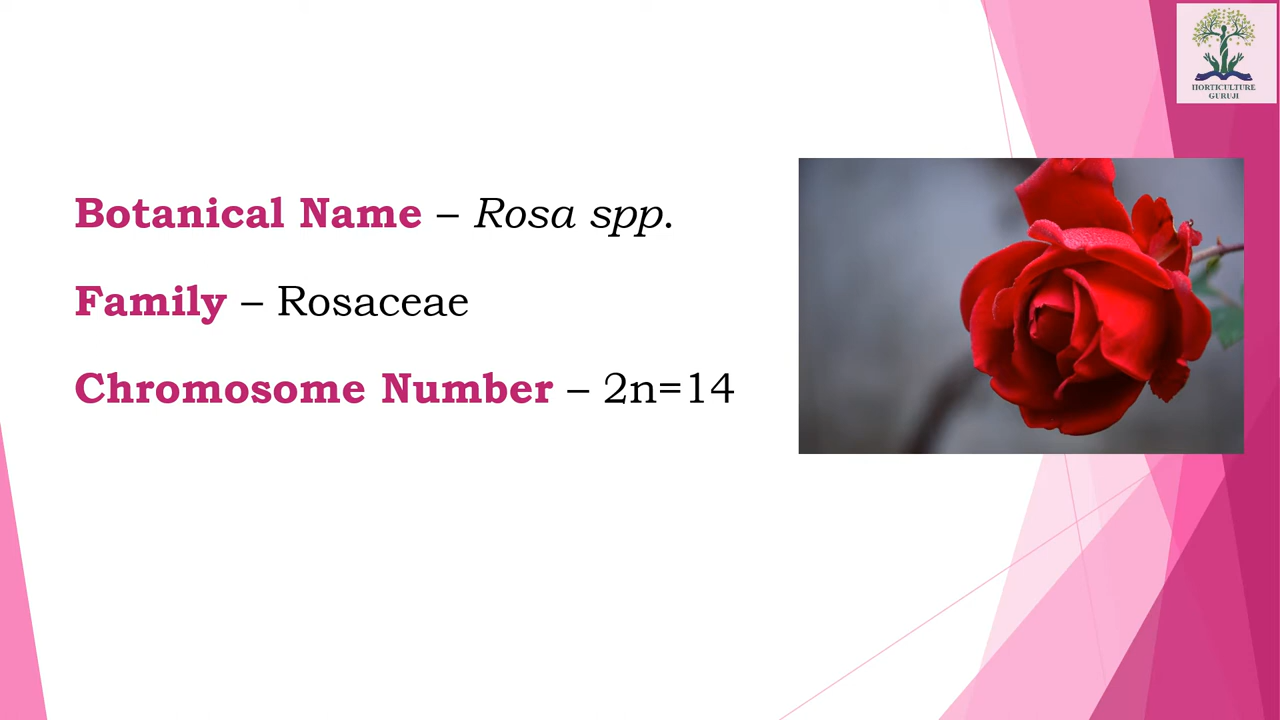 HORTICULTURE
GURUJI
Botanical Name – Rosa spp.
Family – Rosaceae
Chromosome Number – 2n=14